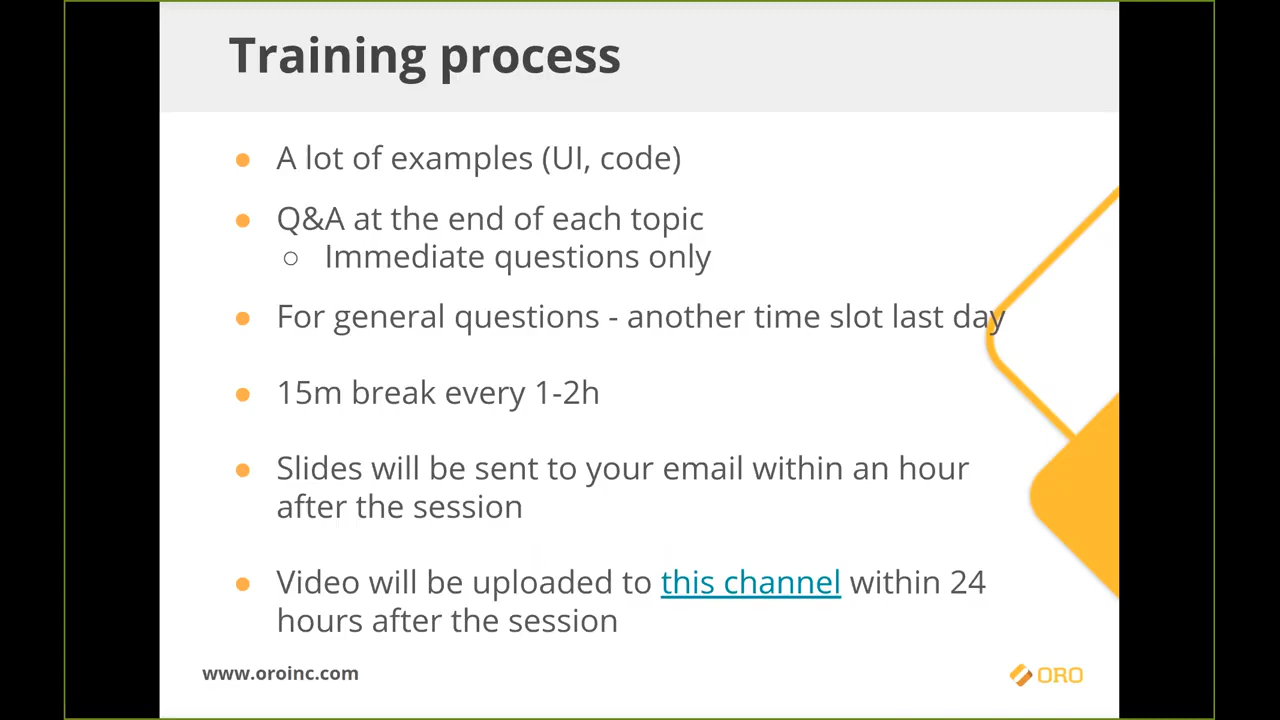 Training process
● A lot of examples (UI, code)
● Q&A at the end of each topic
○ Immediate questions only
● For general questions - another time slot last day
● 15m break every 1-2h
● Slides will be sent to your email within an hour
after the session
● Video will be uploaded to this channel within 24
hours after the session
www.oroinc.com
ORO